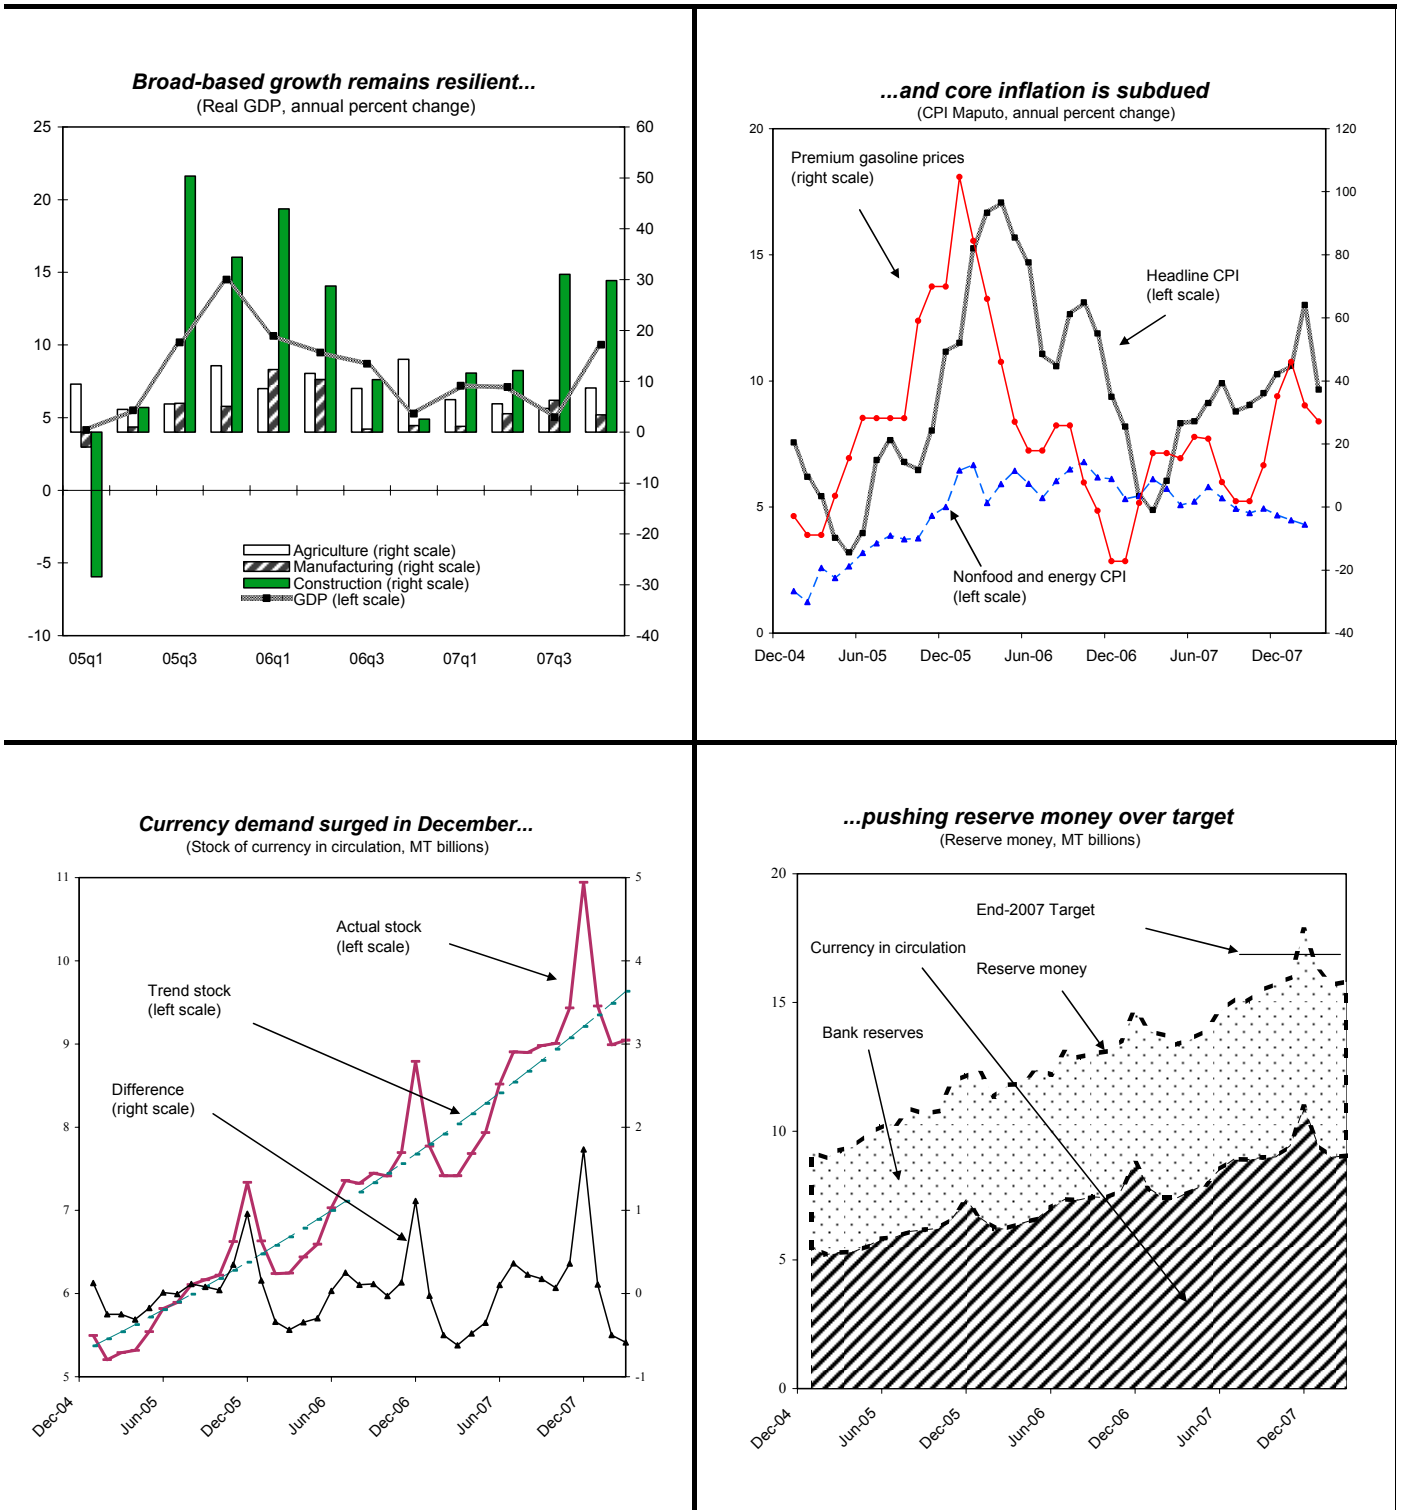 Broad-based growth remains resilient...
(Real GDP, annual percent change)
25
20
15
10
5
0
-5
-10
60
50
40
30
20
10
0
-10
-20
-30
-40
Agriculture (right scale)
Manufacturing (right scale)
Construction (right scale)
GDP (left scale)
05q1 05q3 06q1 06q3 07q1 07q3
...and core inflation is subdued
(CPI Maputo, annual percent change)
20
15
10
5
0
120
100
80
60
40
20
0
-20
-40
Premium gasoline prices
(right scale)
Headline CPI
(left scale)
Nonfood and energy CPI
(left scale)
Dec-04 Jun-05 Dec-05 Jun-06 Dec-06 Jun-07 Dec-07
Currency demand surged in December...
(Stock of currency in circulation, MT billions)
11
10
9
8
7
6
5
5
4
3
2
1
0
-1
Actual stock
(left scale)
Trend stock
(left scale)
Difference
(right scale)
Dec-04 Jun-05 Dec-05 Jun-06 Dec-06 Jun-07 Dec-07
...pushing reserve money over target
(Reserve money, MT billions)
20
15
10
5
0
End-2007 Target
Currency in circulation
Reserve money
Bank reserves
Dec-04 Jun-05 Dec-05 Jun-06 Dec-06 Jun-07 Dec-07